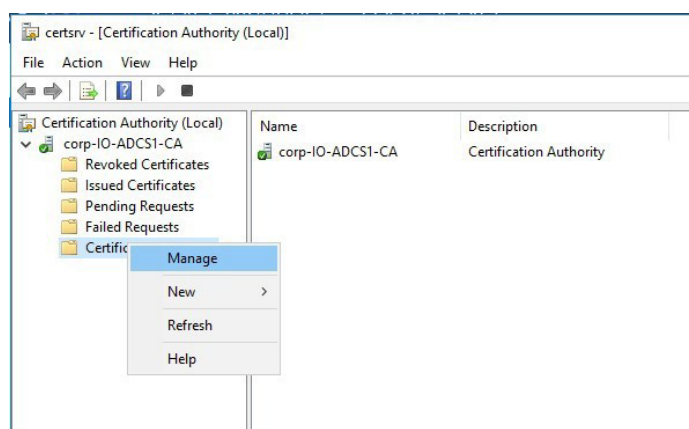 certsrv - [Certification Authority (Local)]
File Action View Help
Certification Authority (Local)
corp-IO-ADCS1-CA
Revoked Certificates
Issued Certificates
Pending Requests
Failed Requests
Name Description
corp-IO-ADCS1-CA Certification Authority
Manage
New
Refresh
Help